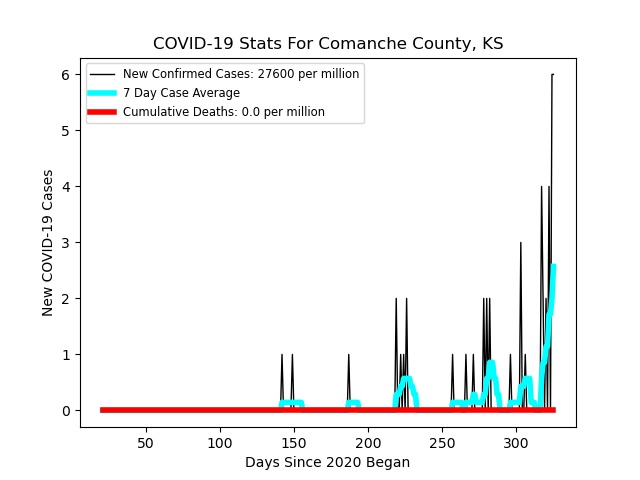 COVID-19 Stats For Comanche County, KS
New Confirmed Cases: 27600 per million
7 Day Case Average
Cumulative Deaths: 0.0 per million
New COVID-19 Cases
6
5
4
3
2
1
0
50 100 150 200 250 300
Days Since 2020 Began